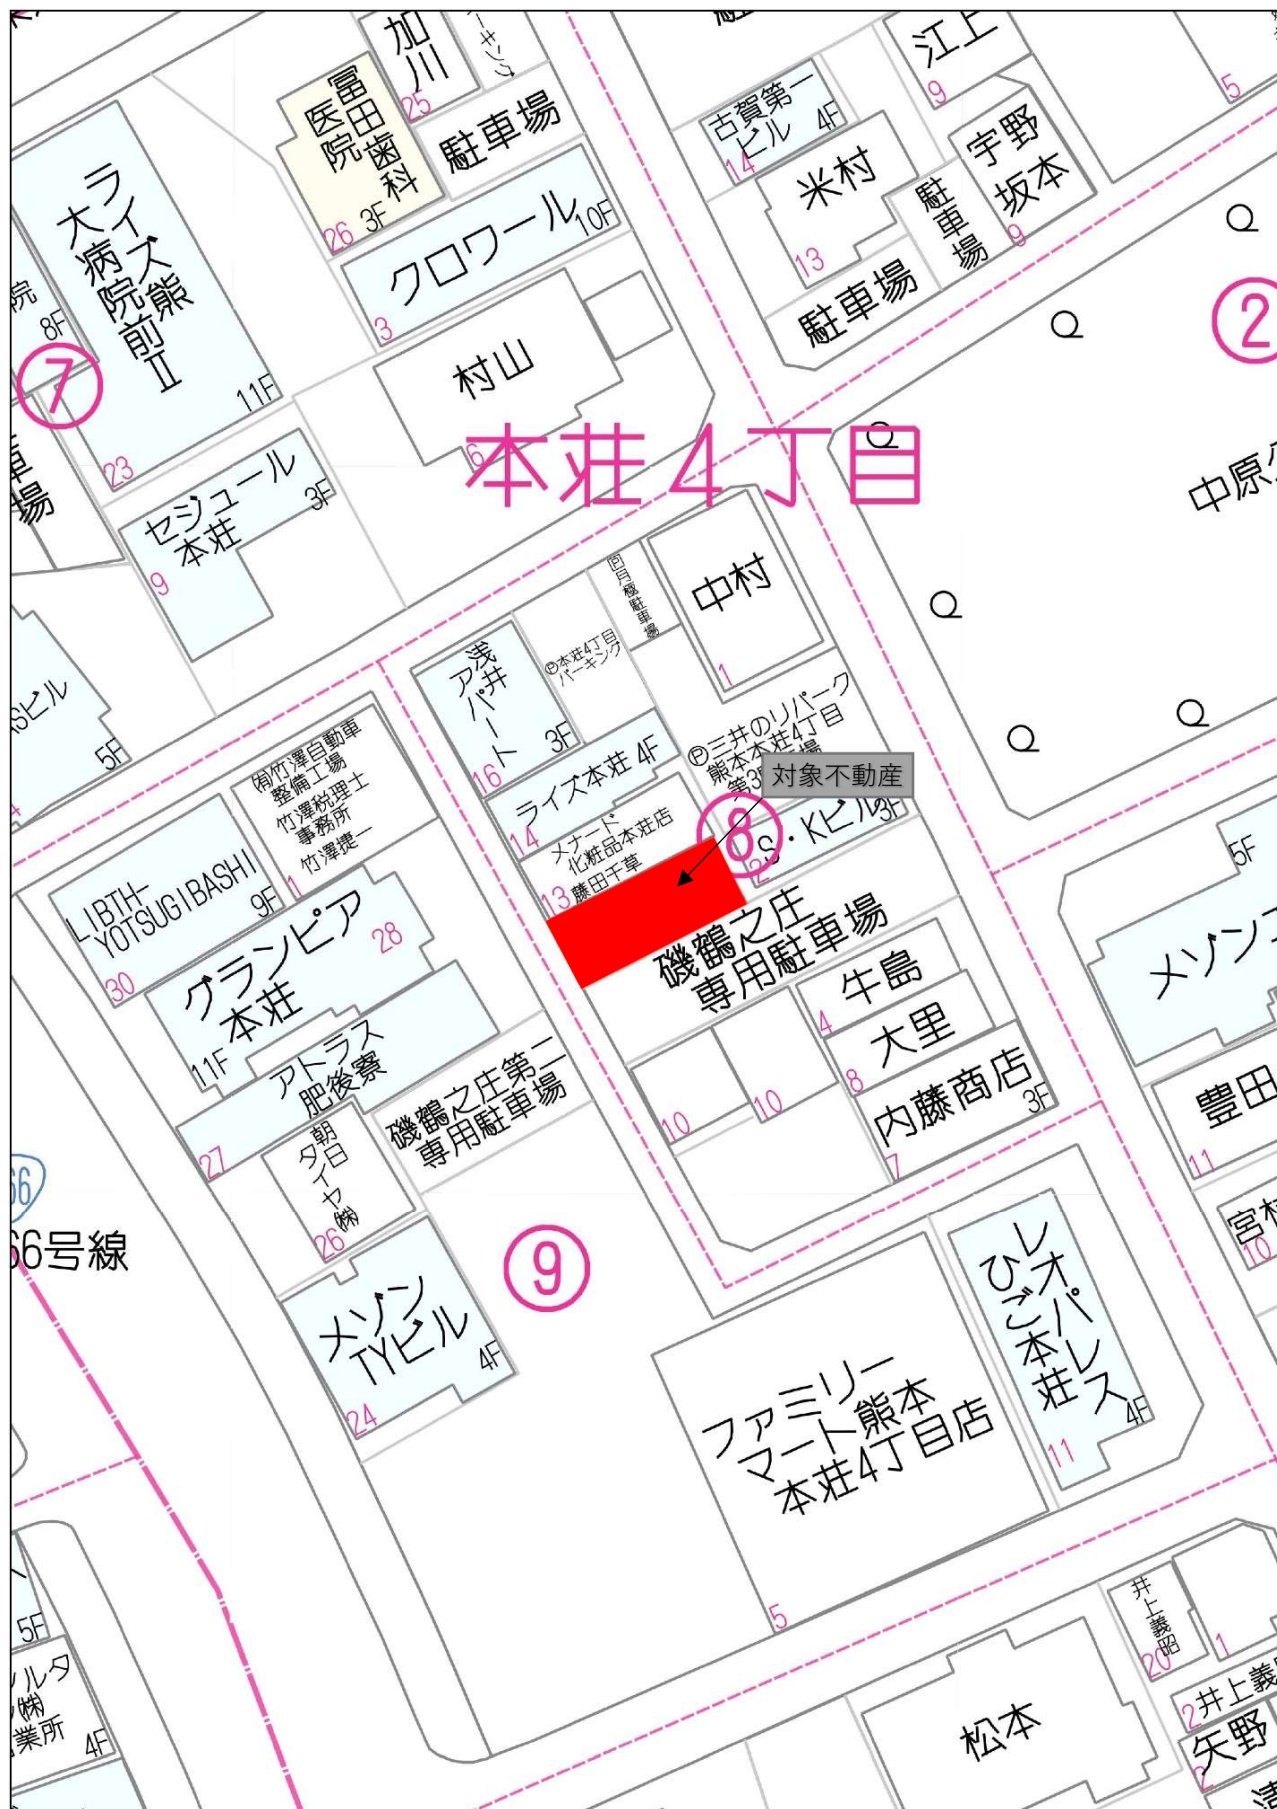 加川
25
冨田歯科
医院
26
3F
駐車場
江上
9
5
古賀第一
ビル
4F
14
米村
13
宇野
坂本
9
駐車場
駐車場
ライズ熊
大病院前Ⅱ
11F
23
8F
⑦
クロワール
10F
3
②
村山
6
本荘4丁目
セジュール
本荘
3F
9
中村
1
浅井
アパート
3F
16
Ⓟ本荘4丁目
パーキング
月極駐車場
Ⓟ三井のリパーク
熊本本荘4丁目
対象不動産
ライズ本荘 4F
14
メナード
化粧品本荘店
藤田千草
13
⑧
S・Kビル
3F
2
5F
㈲竹澤自動車
整備工場
竹澤税理士
事務所
竹澤捷一
1
LIBTH-
YOTSUGIBASHI
9F
30
グランピア
本荘
28
11F
磯鶴之庄
専用駐車場
牛島
4
大里
8
内藤商店
3F
7
10
10
アトラス
肥後寮
27
磯鶴之庄第二
専用駐車場
朝日
タイヤ㈱
26
豊田
11
10
66号線
⑨
メゾン
TYビル
4F
24
レオパレス
ひご本荘
4F
11
ファミリー
マート熊本
本荘4丁目店
5
5F
4F
井上義昭
20
1
松本
2
矢野
2